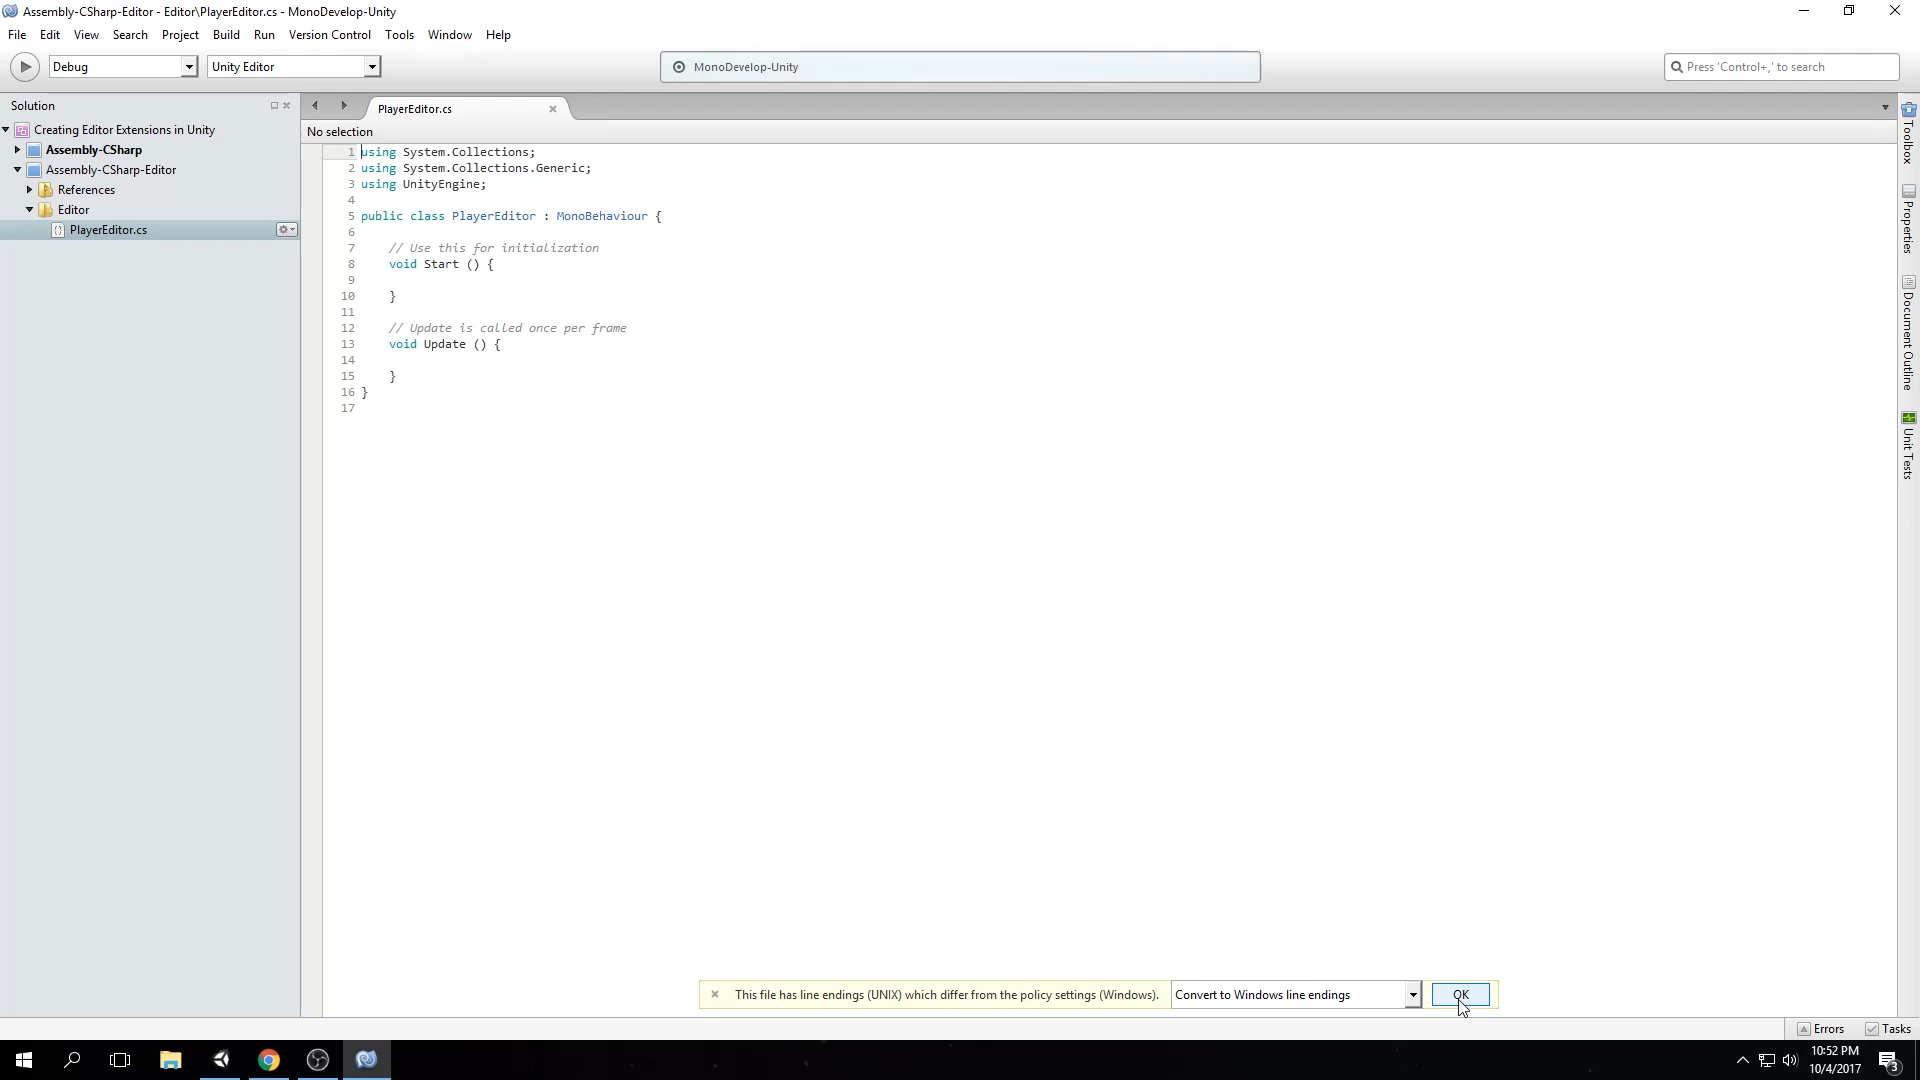 Assembly-CSharp-Editor - Editor\PlayerEditor.cs - MonoDevelop-Unity
File Edit View Search Project Build Run Version Control Tools Window Help
Debug Unity Editor MonoDevelop-Unity Press 'Control+,' to search
Solution
Creating Editor Extensions in Unity
Assembly-CSharp
Assembly-CSharp-Editor
References
Editor
PlayerEditor.cs
PlayerEditor.cs
No selection
1 using System.Collections;
2 using System.Collections.Generic;
3 using UnityEngine;
4
5 public class PlayerEditor : MonoBehaviour {
6
7 // Use this for initialization
8 void Start () {
9
10 }
11
12 // Update is called once per frame
13 void Update () {
14
15 }
16 }
17
Toolbox
Properties
Document Outline
Unit Tests
This file has line endings (UNIX) which differ from the policy settings (Windows). Convert to Windows line endings OK
Errors Tasks
10:52 PM
10/4/2017
3